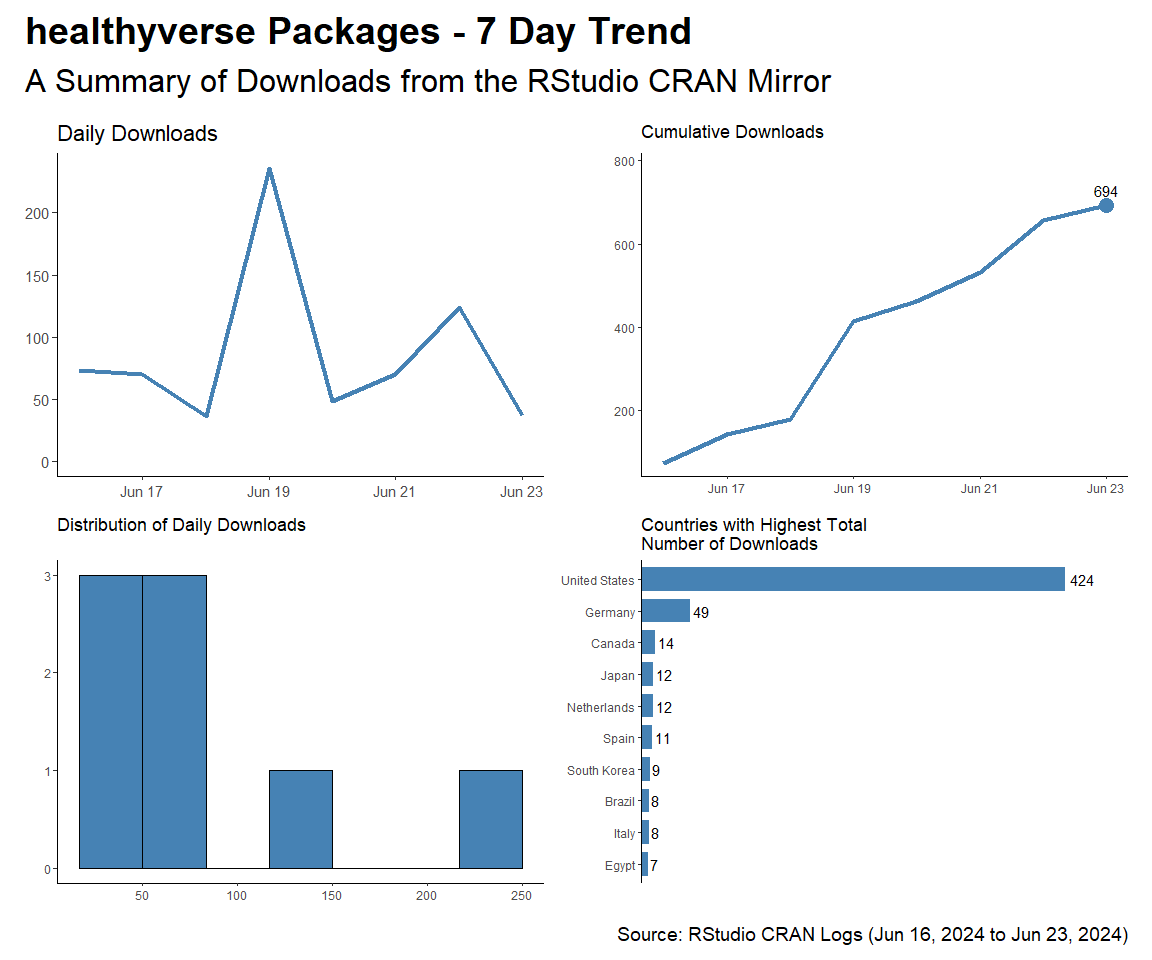 healthyverse Packages - 7 Day Trend
A Summary of Downloads from the RStudio CRAN Mirror
Daily Downloads
200
150
100
50
0
Jun 17 Jun 19 Jun 21 Jun 23
Cumulative Downloads
800
600
400
200
694
Jun 17 Jun 19 Jun 21 Jun 23
Distribution of Daily Downloads
3
2
1
0
50 100 150 200 250
Countries with Highest Total
Number of Downloads
United States 424
Germany 49
Canada 14
Japan 12
Netherlands 12
Spain 11
South Korea 9
Brazil 8
Italy 8
Egypt 7
Source: RStudio CRAN Logs (Jun 16, 2024 to Jun 23, 2024)